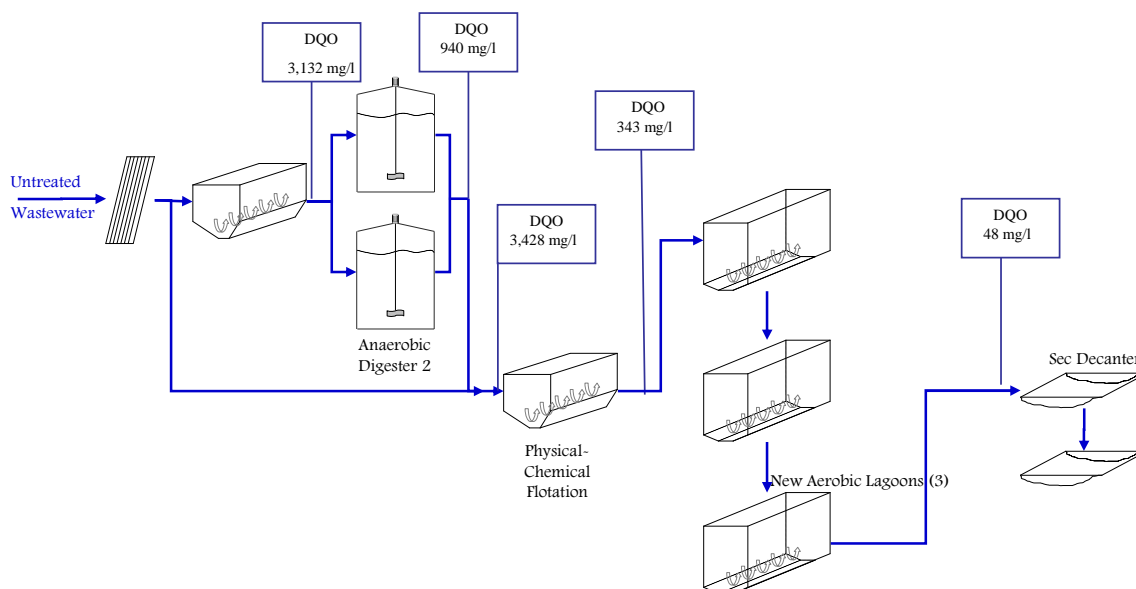 DQO
3,132 mg/l
DQO
940 mg/l
DQO
343 mg/l
Untreated
Wastewater
DQO
3,428 mg/l
DQO
48 mg/l
Anaerobic
Digester 2
Sec Decanter
Physical-
Chemical
Flotation
New Aerobic Lagoons (3)